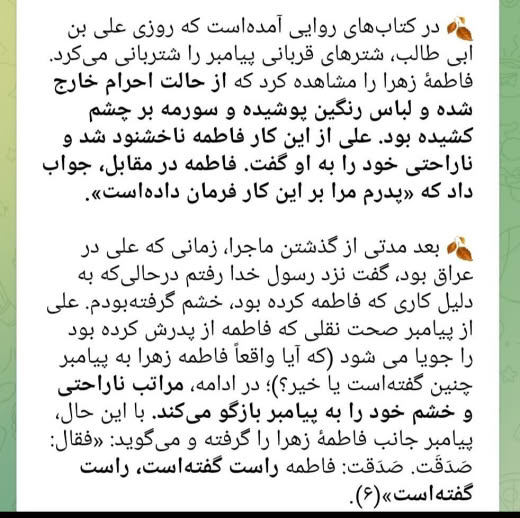 🍂 در کتاب‌های روایی آمده‌است که روزی علی بن
ابی طالب، شترهای قربانی پیامبر را شتربانی می‌کرد.
فاطمهٔ زهرا را مشاهده کرد که از حالت احرام خارج
شده و لباس رنگین پوشیده و سورمه بر چشم
کشیده بود. علی از این کار فاطمه ناخشنود شد و
ناراحتی خود را به او گفت. فاطمه در مقابل، جواب
داد که «پدرم مرا بر این کار فرمان داده‌است».
🍂 بعد مدتی از گذشتن ماجرا، زمانی که علی در
عراق بود، گفت نزد رسول خدا رفتم درحالی‌که به
دلیل کاری که فاطمه کرده بود، خشم گرفته‌بودم. علی
از پیامبر صحت نقلی که فاطمه از پدرش کرده بود
را جویا می شود (که آیا واقعاً فاطمه به پیامبر
چنین گفته‌است یا خیر؟)؛ در ادامه، مراتب ناراحتی
و خشم خود را به پیامبر بازگو می‌کند. با این حال،
پیامبر جانب فاطمهٔ زهرا را گرفته و می‌گوید: «فقال:
صَدَقَت. صَدَقت: فاطمه راست گفته‌است، راست
گفته‌است»(۶).